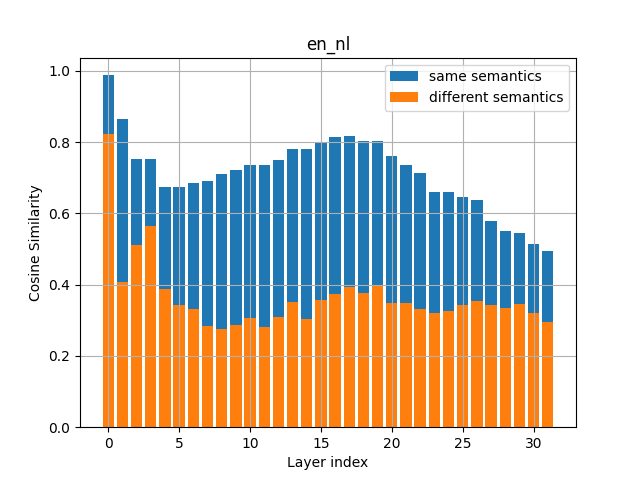 en_nl
same semantics
different semantics
Cosine Similarity
1.0
0.8
0.6
0.4
0.2
0.0
0 5 10 15 20 25 30
Layer index